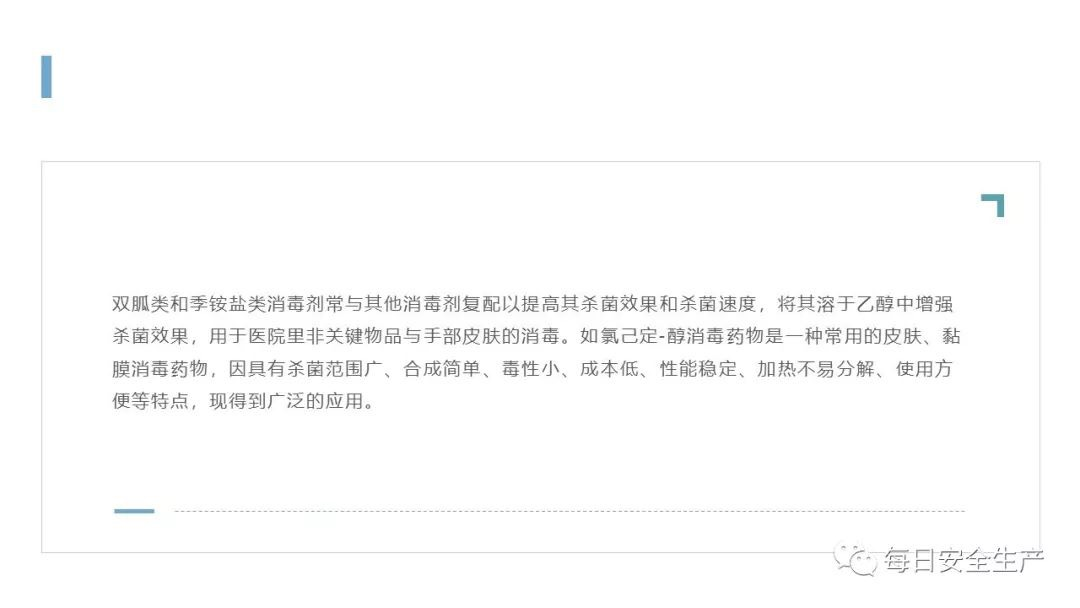 双胍类和季铵盐类消毒剂常与其他消毒剂复配以提高其杀菌效果和杀菌速度，将其溶于乙醇中增强
杀菌效果，用于医院里非关键物品与手部皮肤的消毒。如氯己定-醇消毒药物是一种常用的皮肤、黏
膜消毒药物，因具有杀菌范围广、合成简单、毒性小、成本低、性能稳定、加热不易分解、使用方
便等特点，现得到广泛的应用。
每日安全生产